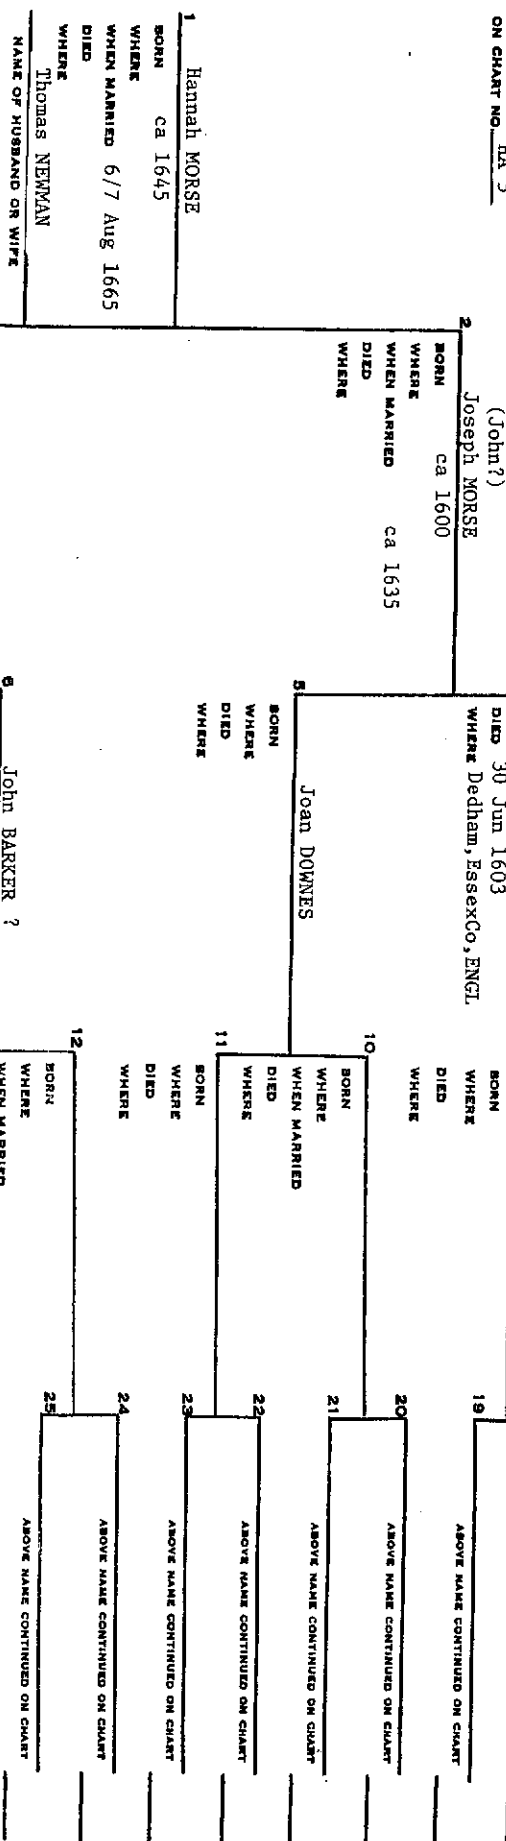 ON CHART NO.
1
Hannah MORSE
BORN ca 1645
WHERE
WHEN MARRIED 6/7 Aug 1665
DIED
WHERE
Thomas NEWMAN
NAME OF HUSBAND OR WIFE
2
(John?)
Joseph MORSE
BORN ca 1600
WHERE
WHEN MARRIED ca 1635
DIED
WHERE
DIED 30 Jun 1603
WHERE Dedham,EssexCo,ENGL
5
Joan DOWNES
BORN
WHERE
DIED
WHERE
6
John BARKER ?
BORN
WHERE
DIED
WHERE
10
BORN
WHERE
WHEN MARRIED
DIED
WHERE
11
BORN
WHERE
DIED
WHERE
12
BORN
WHERE
WHEN MARRIED
19
ABOVE NAME CONTINUED ON CHART
20
ABOVE NAME CONTINUED ON CHART
21
ABOVE NAME CONTINUED ON CHART
22
ABOVE NAME CONTINUED ON CHART
23
ABOVE NAME CONTINUED ON CHART
24
ABOVE NAME CONTINUED ON CHART
25
ABOVE NAME CONTINUED ON CHART